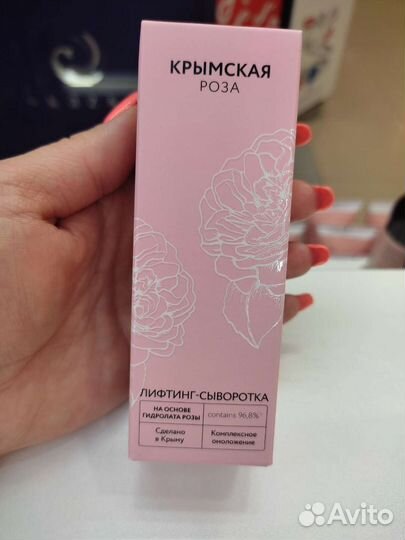 КРЫМСКАЯ
РОЗА
ЛИФТИНГ-СЫВОРОТКА
НА ОСНОВЕ
ГИДРОЛАТА РОЗЫ
contains 96,8%
Сделано
в Крыму
Комплексное
омоложение
Avito